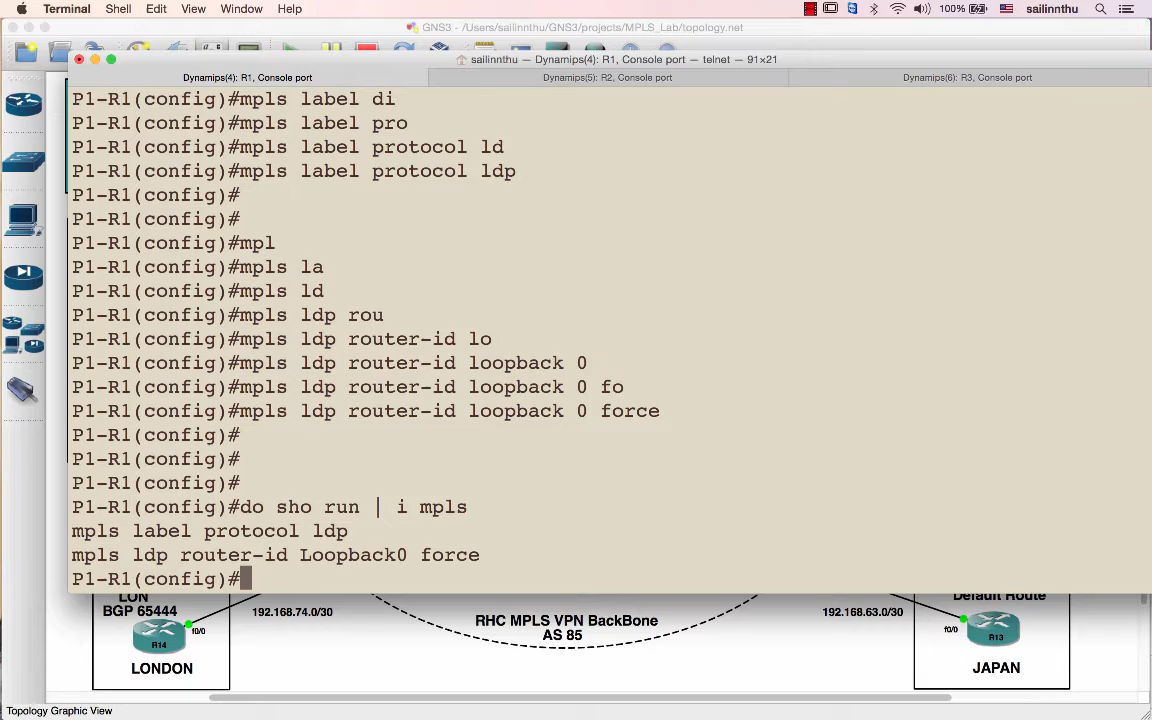 Terminal Shell Edit View Window Help 100% sailinnthu
GNS3 - /Users/sailinnthu/GNS3/projects/MPLS_Lab/topology.net
sailinnthu — Dynamips(4): R1, Console port — telnet — 91×21
Dynamips(4): R1, Console port Dynamips(5): R2, Console port Dynamips(6): R3, Console port
P1-R1(config)#mpls label di
P1-R1(config)#mpls label pro
P1-R1(config)#mpls label protocol ld
P1-R1(config)#mpls label protocol ldp
P1-R1(config)#
P1-R1(config)#
P1-R1(config)#mpl
P1-R1(config)#mpls la
P1-R1(config)#mpls ld
P1-R1(config)#mpls ldp rou
P1-R1(config)#mpls ldp router-id lo
P1-R1(config)#mpls ldp router-id loopback 0
P1-R1(config)#mpls ldp router-id loopback 0 fo
P1-R1(config)#mpls ldp router-id loopback 0 force
P1-R1(config)#
P1-R1(config)#
P1-R1(config)#
P1-R1(config)#do sho run | i mpls
mpls label protocol ldp
mpls ldp router-id Loopback0 force
P1-R1(config)#
LON
BGP 65444
192.168.74.0/30
f0/0
R14
LONDON
RHC MPLS VPN BackBone
AS 85
Default Route
192.168.63.0/30
f0/0
R13
JAPAN
Topology Graphic View